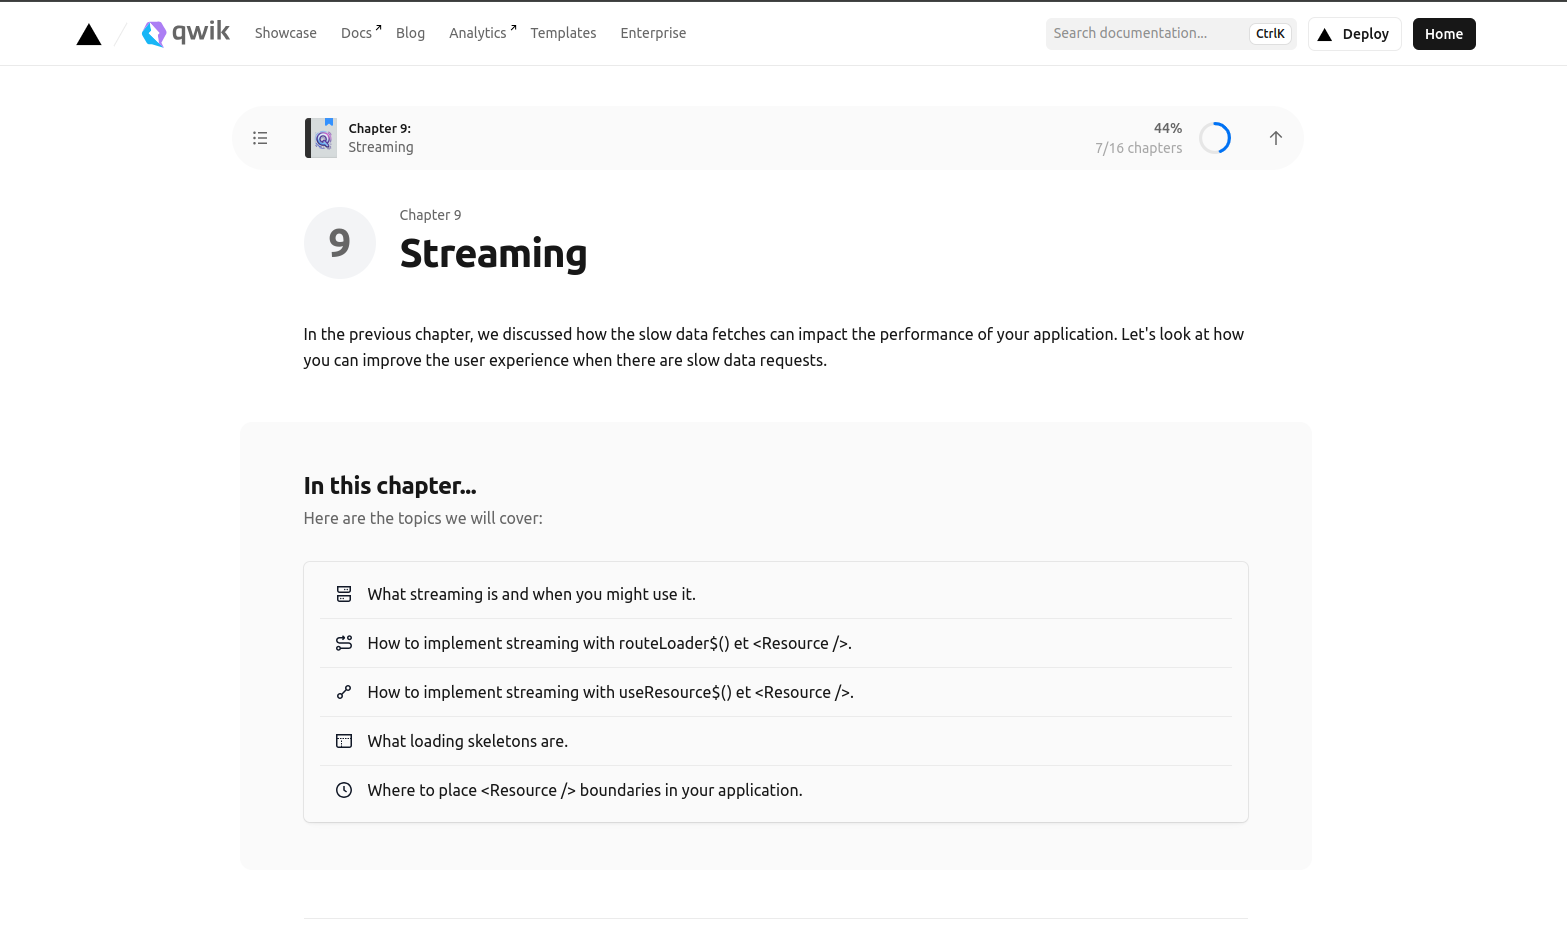 qwik
Showcase
Docs
Blog
Analytics
Templates
Enterprise
Search documentation...
CtrlK
Deploy
Home
Chapter 9:
Streaming
44%
7/16 chapters
9
Chapter 9
Streaming
In the previous chapter, we discussed how the slow data fetches can impact the performance of your application. Let's look at how
you can improve the user experience when there are slow data requests.
In this chapter...
Here are the topics we will cover:
What streaming is and when you might use it.
How to implement streaming with routeLoader$() et <Resource />.
How to implement streaming with useResource$() et <Resource />.
What loading skeletons are.
Where to place <Resource /> boundaries in your application.